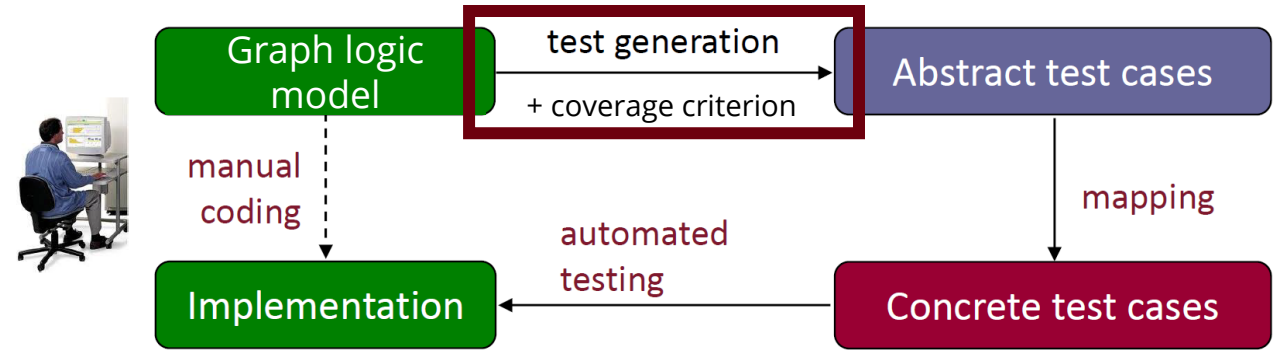 Graph logic
model
test generation
+ coverage criterion
Abstract test cases
manual
coding
mapping
automated
testing
Implementation
Concrete test cases